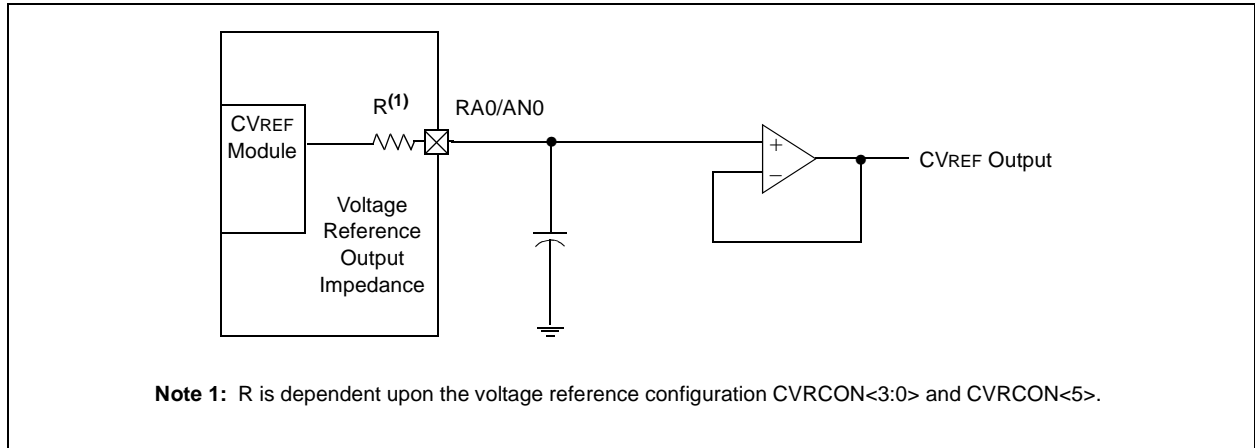 R(1)
RA0/AN0
CVREF
Module
+
−
CVREF Output
Voltage
Reference
Output
Impedance
Note 1: R is dependent upon the voltage reference configuration CVRCON<3:0> and CVRCON<5>.